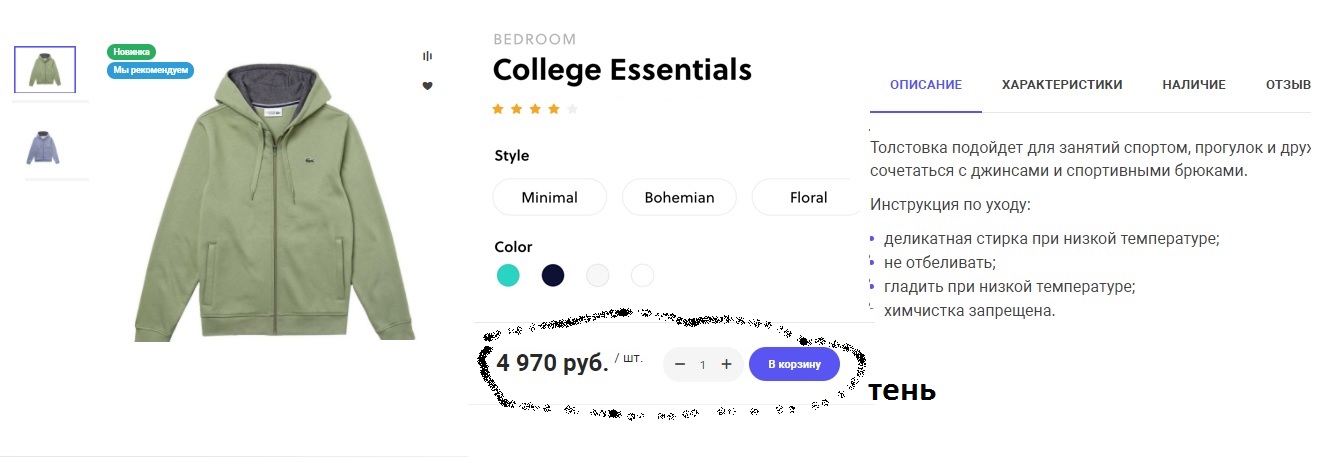 Новинка
Мы рекомендуем
BEDROOM
College Essentials
Style
Minimal
Bohemian
Floral
Color
4 970 руб. / шт.
− 1 +
В корзину
ОПИСАНИЕ
ХАРАКТЕРИСТИКИ
НАЛИЧИЕ
ОТЗЫВ
Толстовка подойдет для занятий спортом, прогулок и друж
сочетаться с джинсами и спортивными брюками.
Инструкция по уходу:
деликатная стирка при низкой температуре;
не отбеливать;
гладить при низкой температуре;
химчистка запрещена.
тень